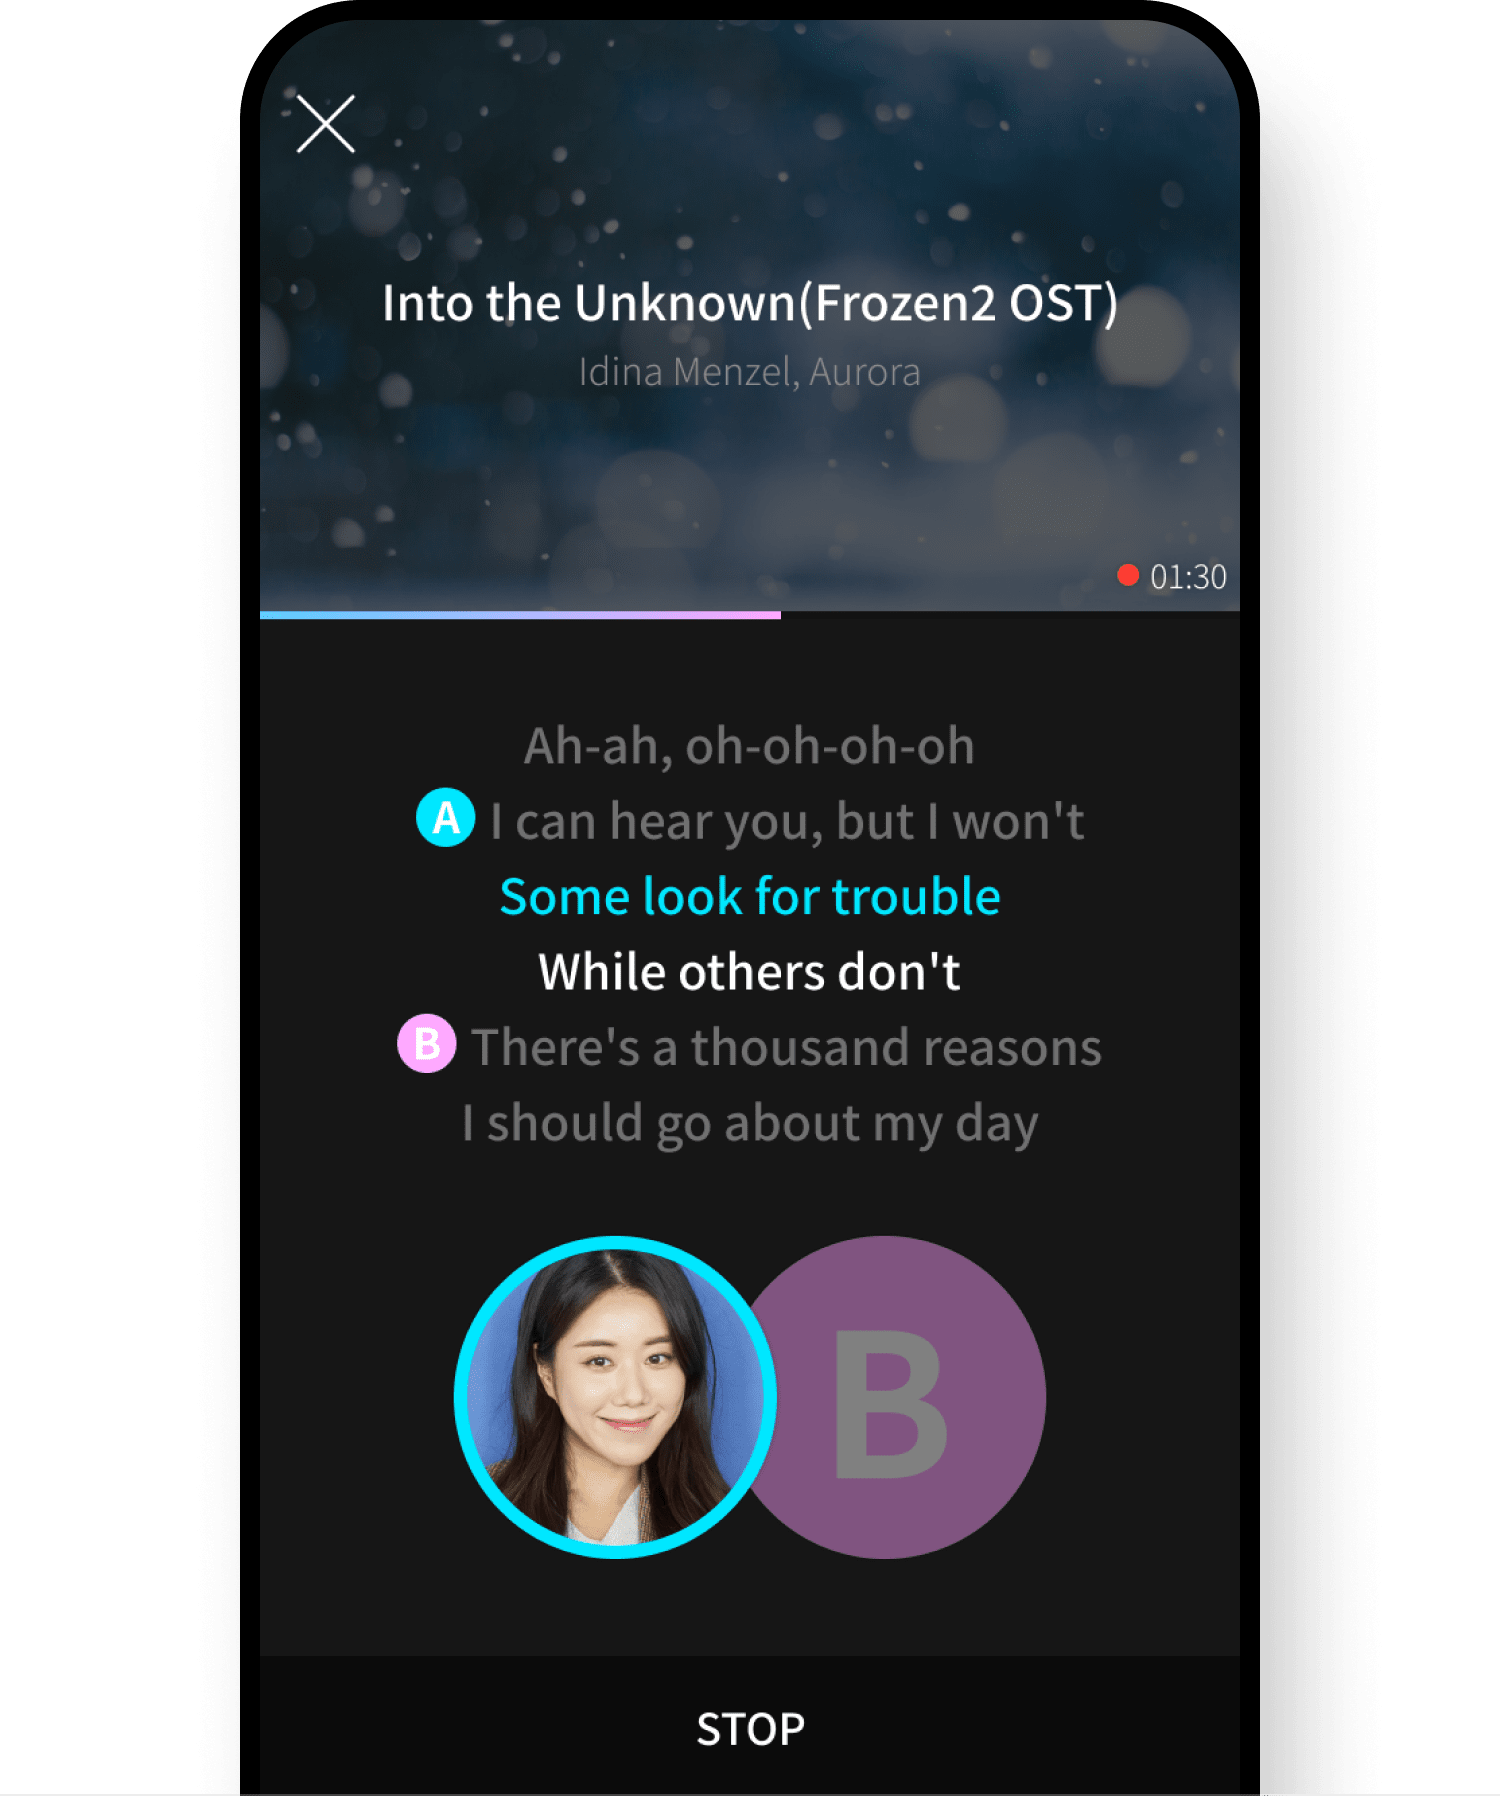 Into the Unknown(Frozen2 OST)
Idina Menzel, Aurora
01:30
Ah-ah, oh-oh-oh-oh
A I can hear you, but I won't
Some look for trouble
While others don't
B There's a thousand reasons
I should go about my day
B
STOP